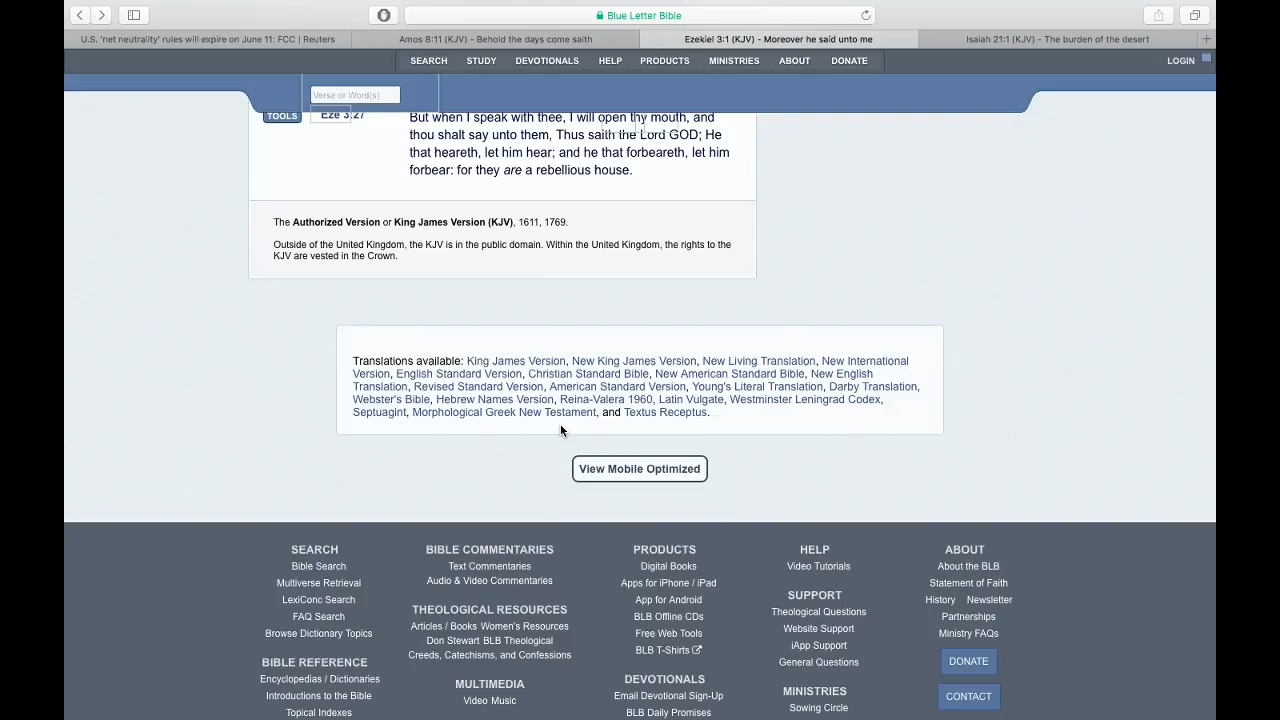 Blue Letter Bible
U.S. 'net neutrality' rules will expire on June 11: FCC | Reuters
Amos 8:11 (KJV) - Behold the days come saith
Ezekiel 3:1 (KJV) - Moreover he said unto me
Isaiah 21:1 (KJV) - The burden of the desert
SEARCH STUDY DEVOTIONALS HELP PRODUCTS MINISTRIES ABOUT DONATE LOGIN
Verse or Word(s)
TOOLS Eze 3:27 But when I speak with thee, I will open thy mouth, and
thou shalt say unto them, Thus saith the Lord GOD; He
that heareth, let him hear; and he that forbeareth, let him
forbear: for they are a rebellious house.
The Authorized Version or King James Version (KJV), 1611, 1769.
Outside of the United Kingdom, the KJV is in the public domain. Within the United Kingdom, the rights to the
KJV are vested in the Crown.
Translations available: King James Version, New King James Version, New Living Translation, New International
Version, English Standard Version, Christian Standard Bible, New American Standard Bible, New English
Translation, Revised Standard Version, American Standard Version, Young's Literal Translation, Darby Translation,
Webster's Bible, Hebrew Names Version, Reina-Valera 1960, Latin Vulgate, Westminster Leningrad Codex,
Septuagint, Morphological Greek New Testament, and Textus Receptus.
View Mobile Optimized
SEARCH
Bible Search
Multiverse Retrieval
LexiConc Search
FAQ Search
Browse Dictionary Topics
BIBLE REFERENCE
Encyclopedias / Dictionaries
Introductions to the Bible
Topical Indexes
BIBLE COMMENTARIES
Text Commentaries
Audio & Video Commentaries
THEOLOGICAL RESOURCES
Articles / Books Women's Resources
Don Stewart BLB Theological
Creeds, Catechisms, and Confessions
MULTIMEDIA
Video Music
PRODUCTS
Digital Books
Apps for iPhone / iPad
App for Android
BLB Offline CDs
Free Web Tools
BLB T-Shirts
DEVOTIONALS
Email Devotional Sign-Up
BLB Daily Promises
HELP
Video Tutorials
SUPPORT
Theological Questions
Website Support
iApp Support
General Questions
MINISTRIES
Sowing Circle
ABOUT
About the BLB
Statement of Faith
History Newsletter
Partnerships
Ministry FAQs
DONATE
CONTACT